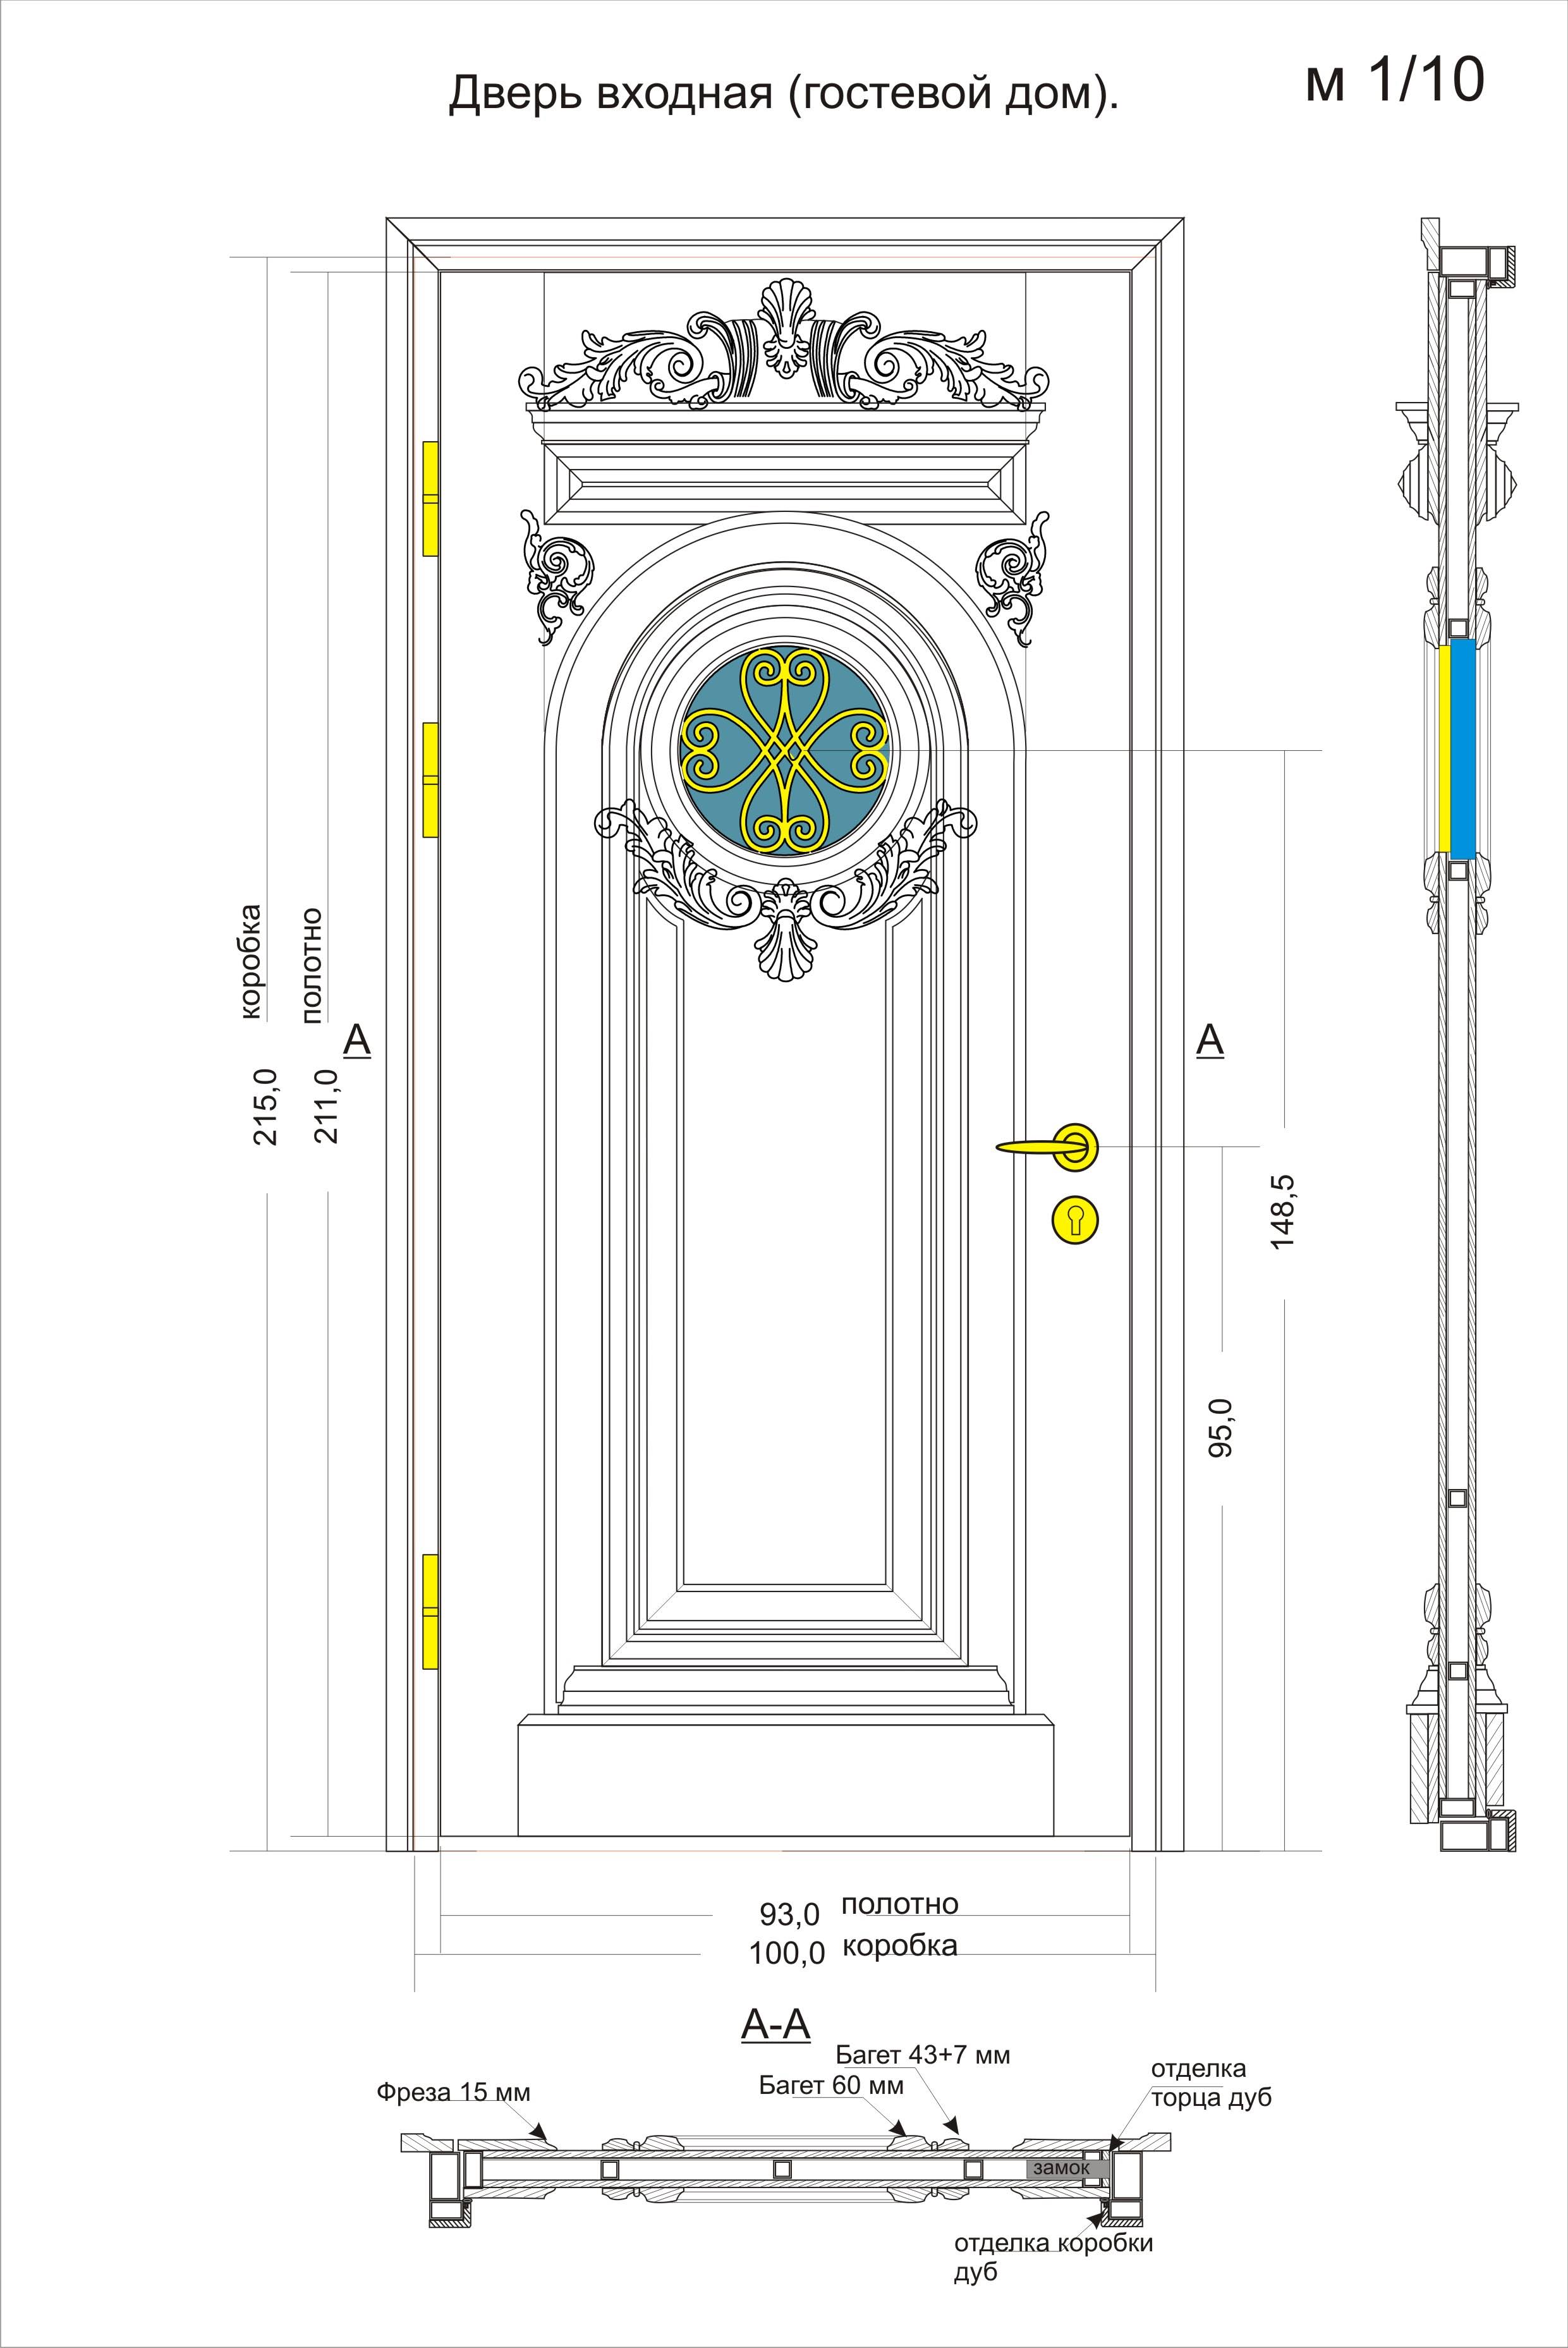 Дверь входная (гостевой дом).
м 1/10
коробка
215,0
полотно
211,0
А
А
148,5
95,0
93,0 полотно
100,0 коробка
А-А
Багет 43+7 мм
Багет 60 мм
Фреза 15 мм
отделка
торца дуб
замок
отделка коробки
дуб